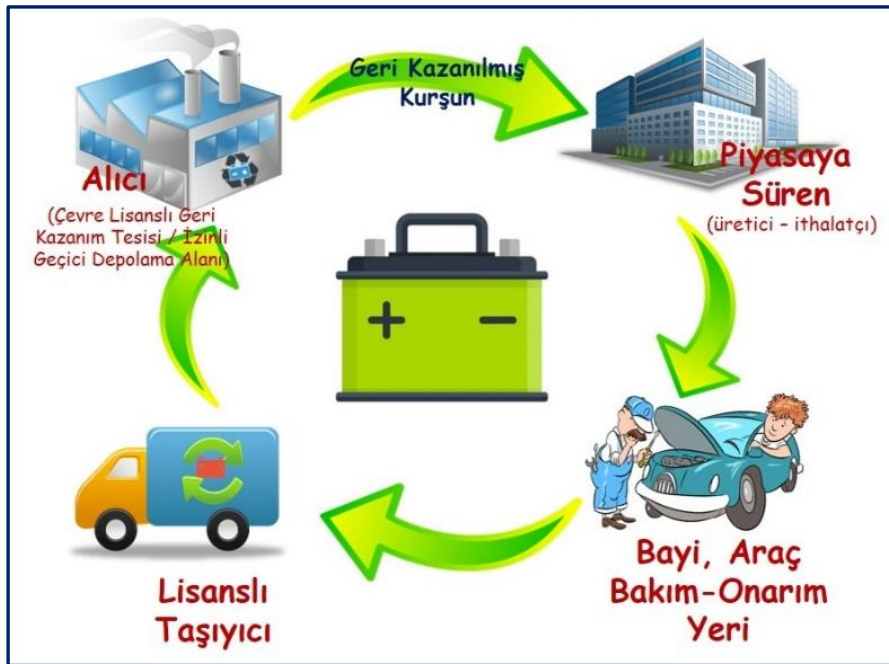 Geri Kazanılmış
Kurşun
Alıcı
(Çevre Lisanslı Geri
Kazanım Tesisi / İzinli
Geçici Depolama Alanı)
Piyasaya
Süren
(üretici – ithalatçı)
+ -
Lisanslı
Taşıyıcı
Bayi, Araç
Bakım-Onarım
Yeri